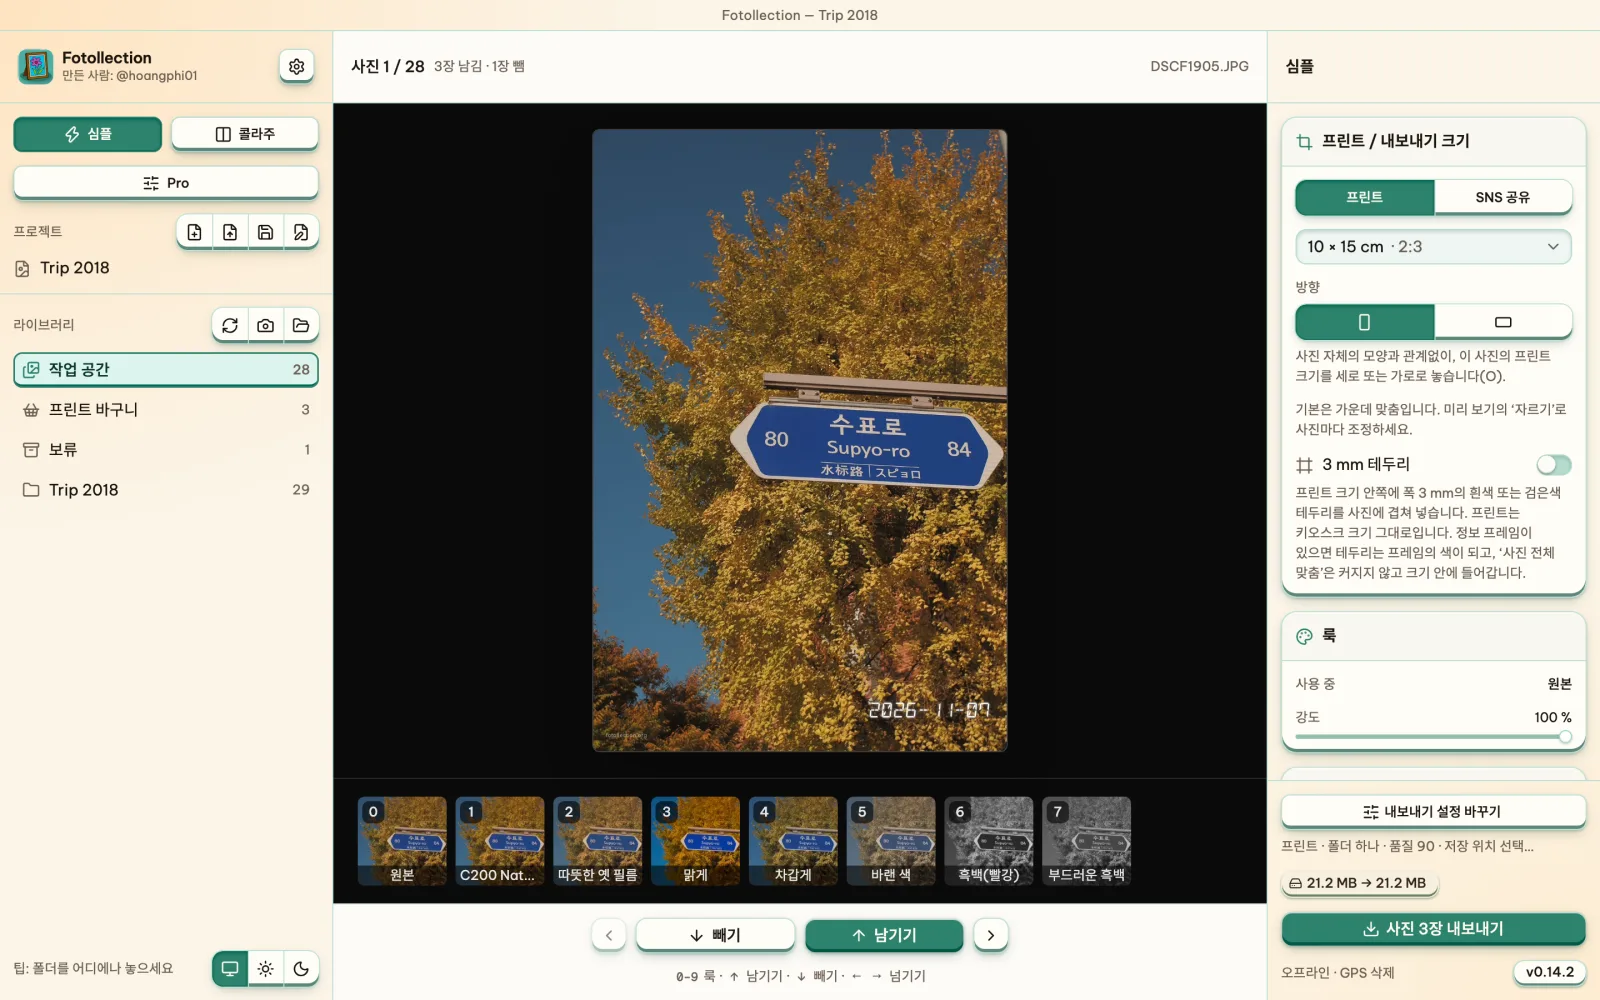 Fotollection — Trip 2018
Fotollection
만든 사람: @hoangphi01
심플
콜라주
Pro
프로젝트
Trip 2018
라이브러리
작업 공간 28
프린트 바구니 3
보류 1
Trip 2018 29
팁: 폴더를 어디에나 놓으세요
사진 1 / 28 3장 남김 · 1장 뺌
DSCF1905.JPG
수표로
80 Supyo-ro 84
水标路 | スピョロ
2026-11-07
fotollection.org
0 원본
1 C200 Nat...
2 따뜻한 옛 필름
3 맑게
4 차갑게
5 바랜 색
6 흑백(빨강)
7 부드러운 흑백
↓ 빼기
↑ 남기기
0-9 룩 · ↑ 남기기 · ↓ 빼기 · ← → 넘기기
심플
프린트 / 내보내기 크기
프린트
SNS 공유
10 × 15 cm · 2:3
방향
사진 자체의 모양과 관계없이, 이 사진의 프린트
크기를 세로 또는 가로로 놓습니다(O).
기본은 가운데 맞춤입니다. 미리 보기의 ‘자르기’로
사진마다 조정하세요.
3 mm 테두리
프린트 크기 안쪽에 폭 3 mm의 흰색 또는 검은색
테두리를 사진에 겹쳐 넣습니다. 프린트는
키오스크 크기 그대로입니다. 정보 프레임이
있으면 테두리는 프레임의 색이 되고, ‘사진 전체
맞춤’은 커지지 않고 크기 안에 들어갑니다.
룩
사용 중 원본
강도 100 %
내보내기 설정 바꾸기
프린트 · 폴더 하나 · 품질 90 · 저장 위치 선택...
21.2 MB → 21.2 MB
사진 3장 내보내기
오프라인 · GPS 삭제
v0.14.2